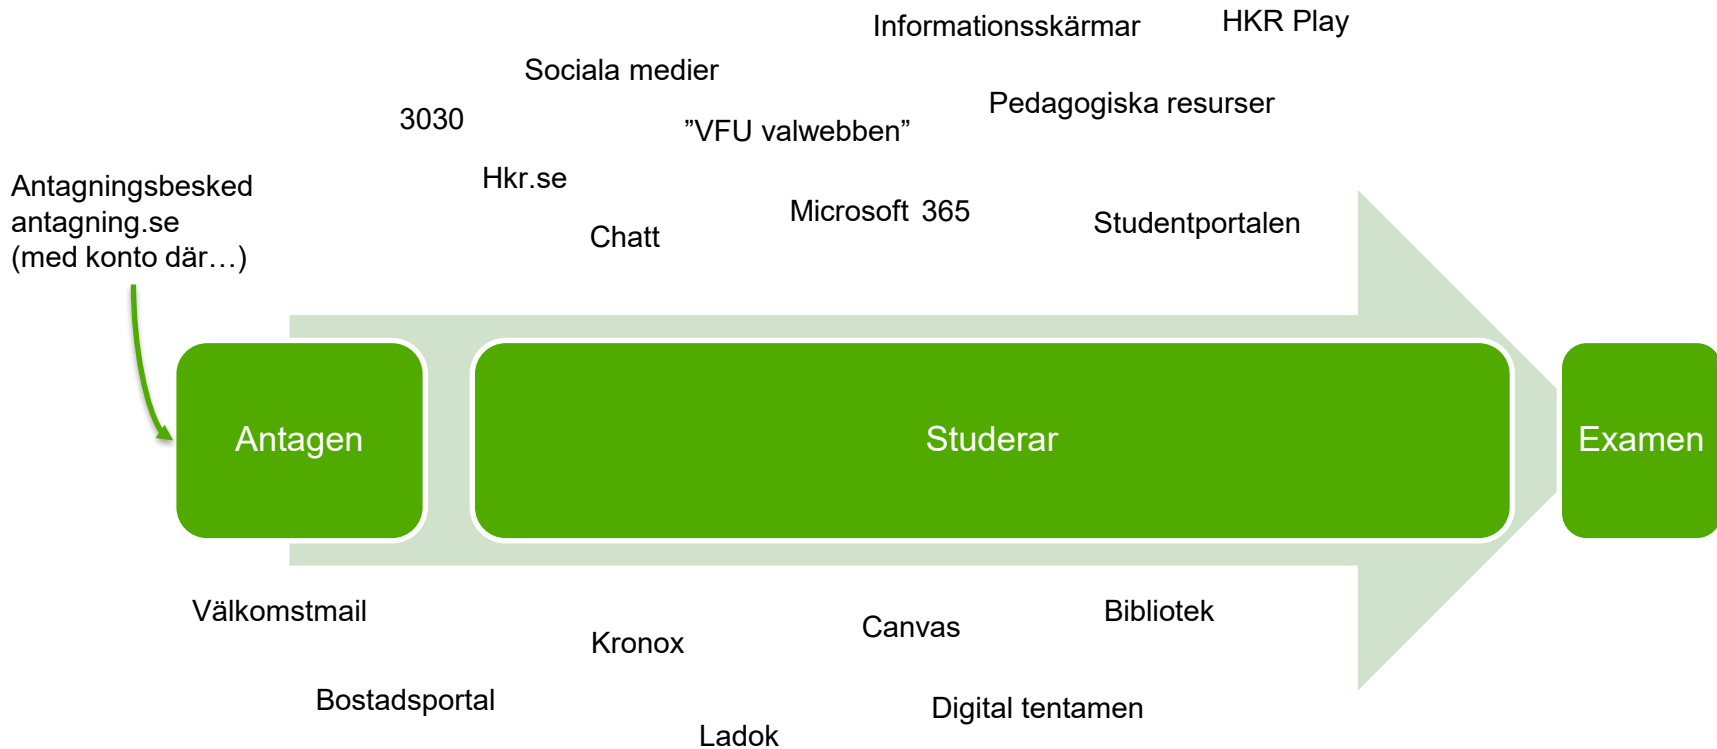 Informationsskärmar
HKR Play
Sociala medier
Pedagogiska resurser
3030
”VFU valwebben”
Hkr.se
Antagningsbesked
antagning.se
(med konto där…)
Microsoft 365
Studentportalen
Chatt
Antagen
Studerar
Examen
Välkomstmail
Bibliotek
Canvas
Kronox
Bostadsportal
Digital tentamen
Ladok